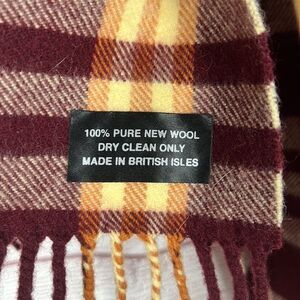 100% PURE NEW WOOL
DRY CLEAN ONLY
MADE IN BRITISH ISLES